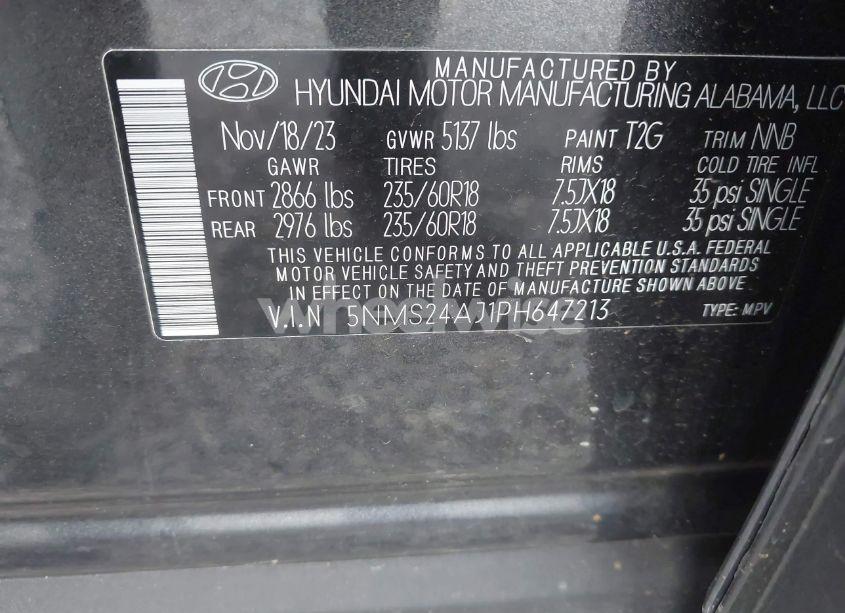 MANUFACTURED BY
HYUNDAI MOTOR MANUFACTURING ALABAMA, LLC
Nov/18/23 GVWR 5137 lbs PAINT T2G TRIM NNB
GAWR TIRES RIMS COLD TIRE INFL
FRONT 2866 lbs 235/60R18 7.5JX18 35 psi SINGLE
REAR 2976 lbs 235/60R18 7.5JX18 35 psi SINGLE
THIS VEHICLE CONFORMS TO ALL APPLICABLE U.S.A. FEDERAL
MOTOR VEHICLE SAFETY AND THEFT PREVENTION STANDARDS
IN EFFECT ON THE DATE OF MANUFACTURE SHOWN ABOVE
V.I.N 5NMS24AJ1PH647213 TYPE: MPV